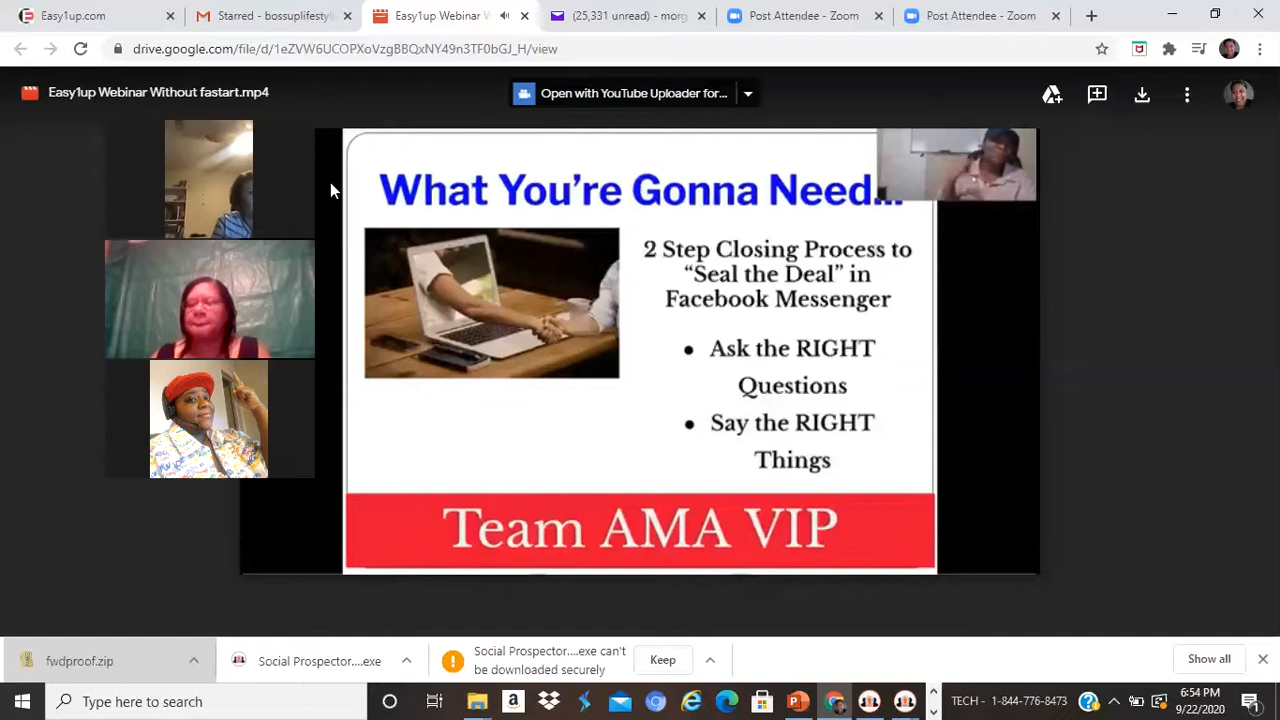 Easy1up.com
Starred - bossuplifestyl
Easy1up Webinar W
(25,331 unread) - morg
Post Attendee - Zoom
Post Attendee - Zoom
drive.google.com/file/d/1eZVW6UCOPXoVzgBBQxNY49n3TF0bGJ_H/view
Easy1up Webinar Without fastart.mp4
Open with YouTube Uploader for...
What You're Gonna Need...
2 Step Closing Process to
“Seal the Deal” in
Facebook Messenger
• Ask the RIGHT
Questions
• Say the RIGHT
Things
Team AMA VIP
fwdproof.zip
Social Prospector....exe
Social Prospector....exe can't
be downloaded securely
Keep
Show all
Type here to search
TECH - 1-844-776-8473
6:54 PM
9/22/2020